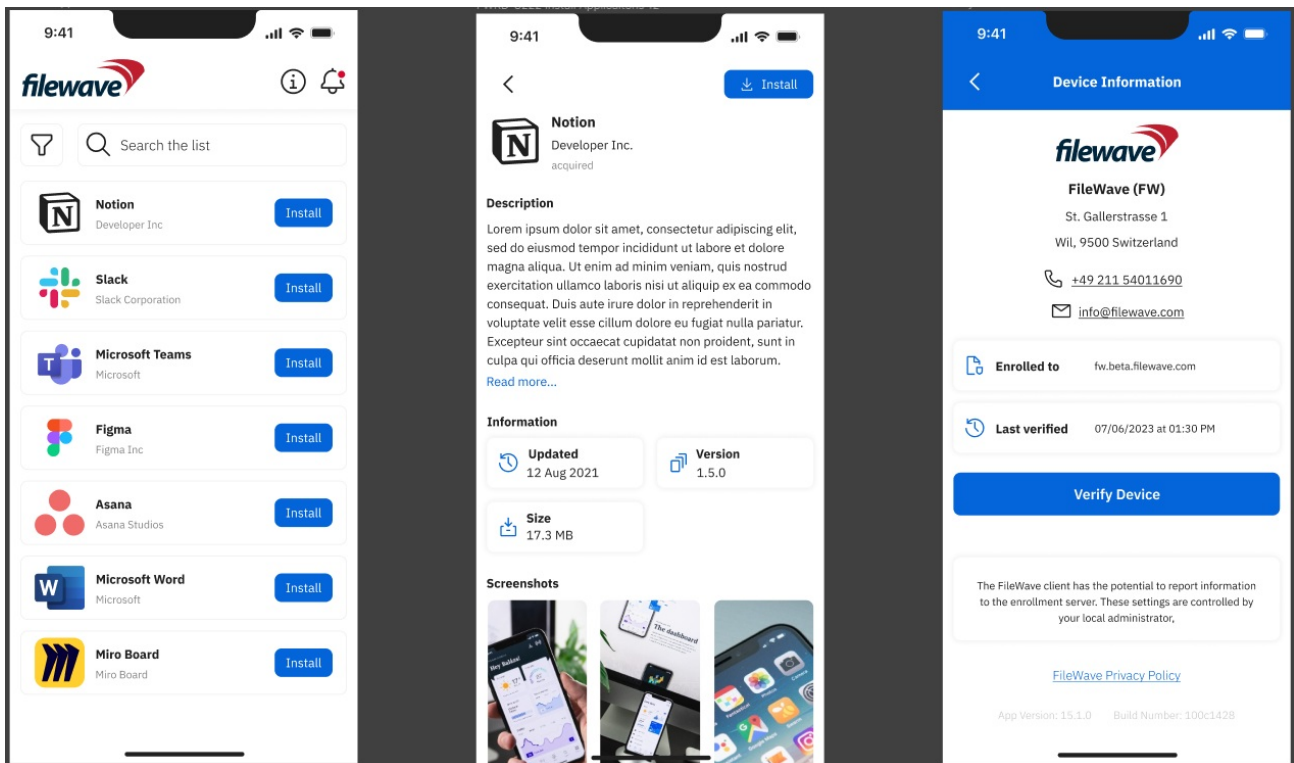 9:41
filewave
Search the list
Notion
Developer Inc
Install
Slack
Slack Corporation
Install
Microsoft Teams
Microsoft
Install
Figma
Figma Inc
Install
Asana
Asana Studios
Install
Microsoft Word
Microsoft
Install
Miro Board
Miro Board
Install
9:41
Install
Notion
Developer Inc.
acquired
Description
Lorem ipsum dolor sit amet, consectetur adipiscing elit,
sed do eiusmod tempor incididunt ut labore et dolore
magna aliqua. Ut enim ad minim veniam, quis nostrud
exercitation ullamco laboris nisi ut aliquip ex ea commodo
consequat. Duis aute irure dolor in reprehenderit in
voluptate velit esse cillum dolore eu fugiat nulla pariatur.
Excepteur sint occaecat cupidatat non proident, sunt in
culpa qui officia deserunt mollit anim id est laborum.
Read more...
Information
Updated
12 Aug 2021
Version
1.5.0
Size
17.3 MB
Screenshots
The dashboard
9:41
Device Information
filewave
FileWave (FW)
St. Gallerstrasse 1
Wil, 9500 Switzerland
+49 211 54011690
info@filewave.com
Enrolled to fw.beta.filewave.com
Last verified 07/06/2023 at 01:30 PM
Verify Device
The FileWave client has the potential to report information
to the enrollment server. These settings are controlled by
your local administrator,
FileWave Privacy Policy
App Version: 15.1.0 Build Number: 100c1428